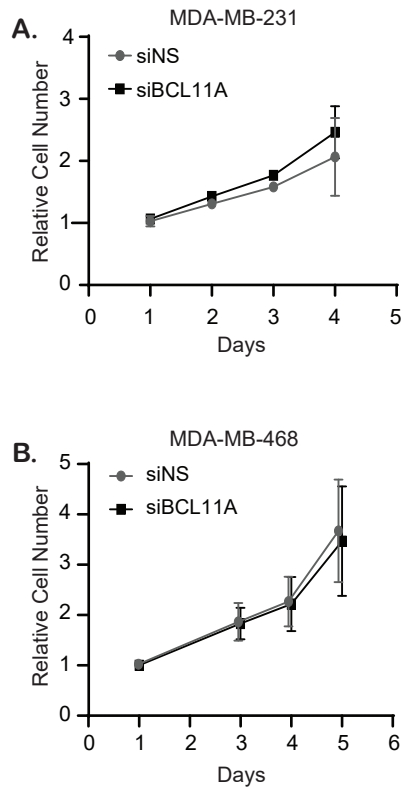 A.
MDA-MB-231
4
siNS
siBCL11A
3
2
1
0
Relative Cell Number
0 1 2 3 4 5
Days
B.
MDA-MB-468
5
siNS
siBCL11A
4
3
2
1
0
Relative Cell Number
0 1 2 3 4 5 6
Days